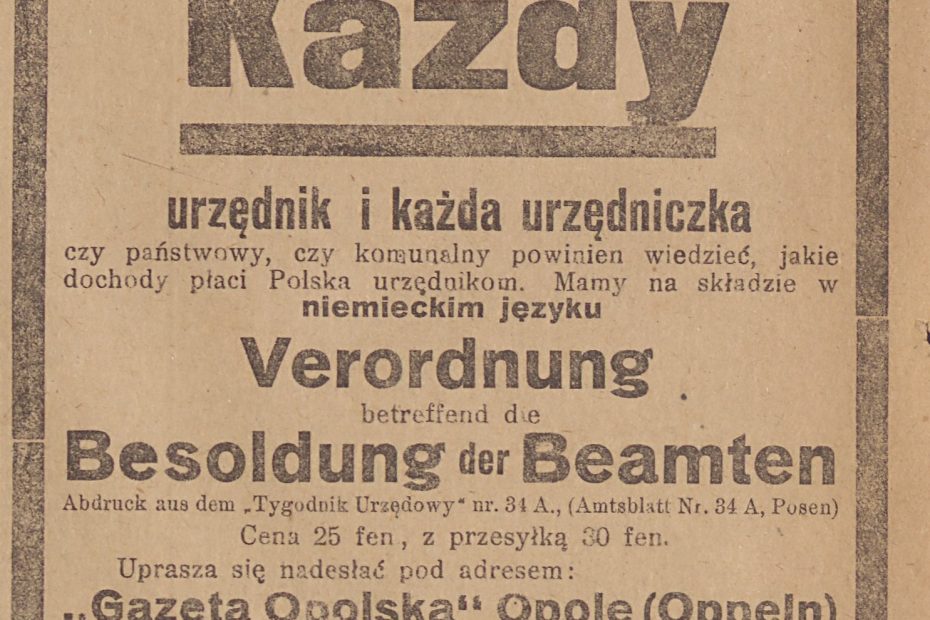 Każdy
urzędnik i każda urzędniczka
czy państwowy, czy komunalny powinien wiedzieć, jakie
dochody płaci Polska urzędnikom. Mamy na składzie w
niemieckim języku
Verordnung
betreffend die
Besoldung der Beamten
Abdruck aus dem „Tygodnik Urzędowy“ nr. 34 A., (Amtsblatt Nr. 34 A, Posen)
Cena 25 fen, z przesyłką 30 fen.
Uprasza się nadesłać pod adresem:
„Gazeta Opolska“ Opole (Oppeln)